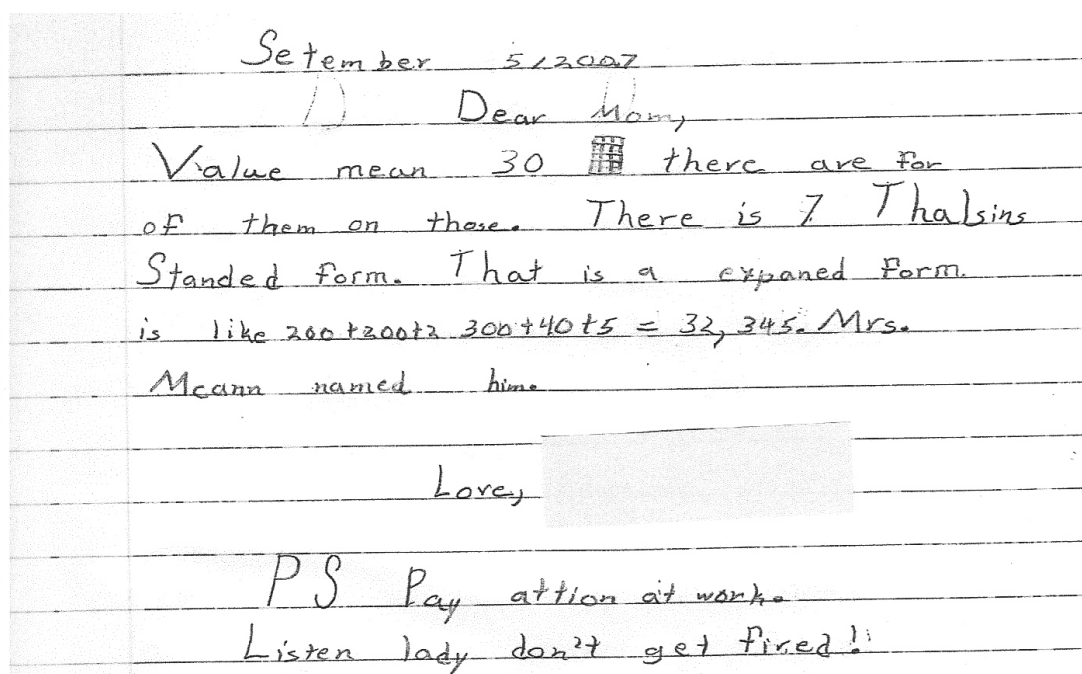 Setember 5/2007
Dear Mom,
Value mean 30 there are for
of them on those. There is 7 Thalsins
Standed form. That is a expaned Form.
is like 200+200+2 300+40+5 = 32,345. Mrs.
Mcann named him.
Love,
PS Pay attion at work.
Listen lady don't get fired!!